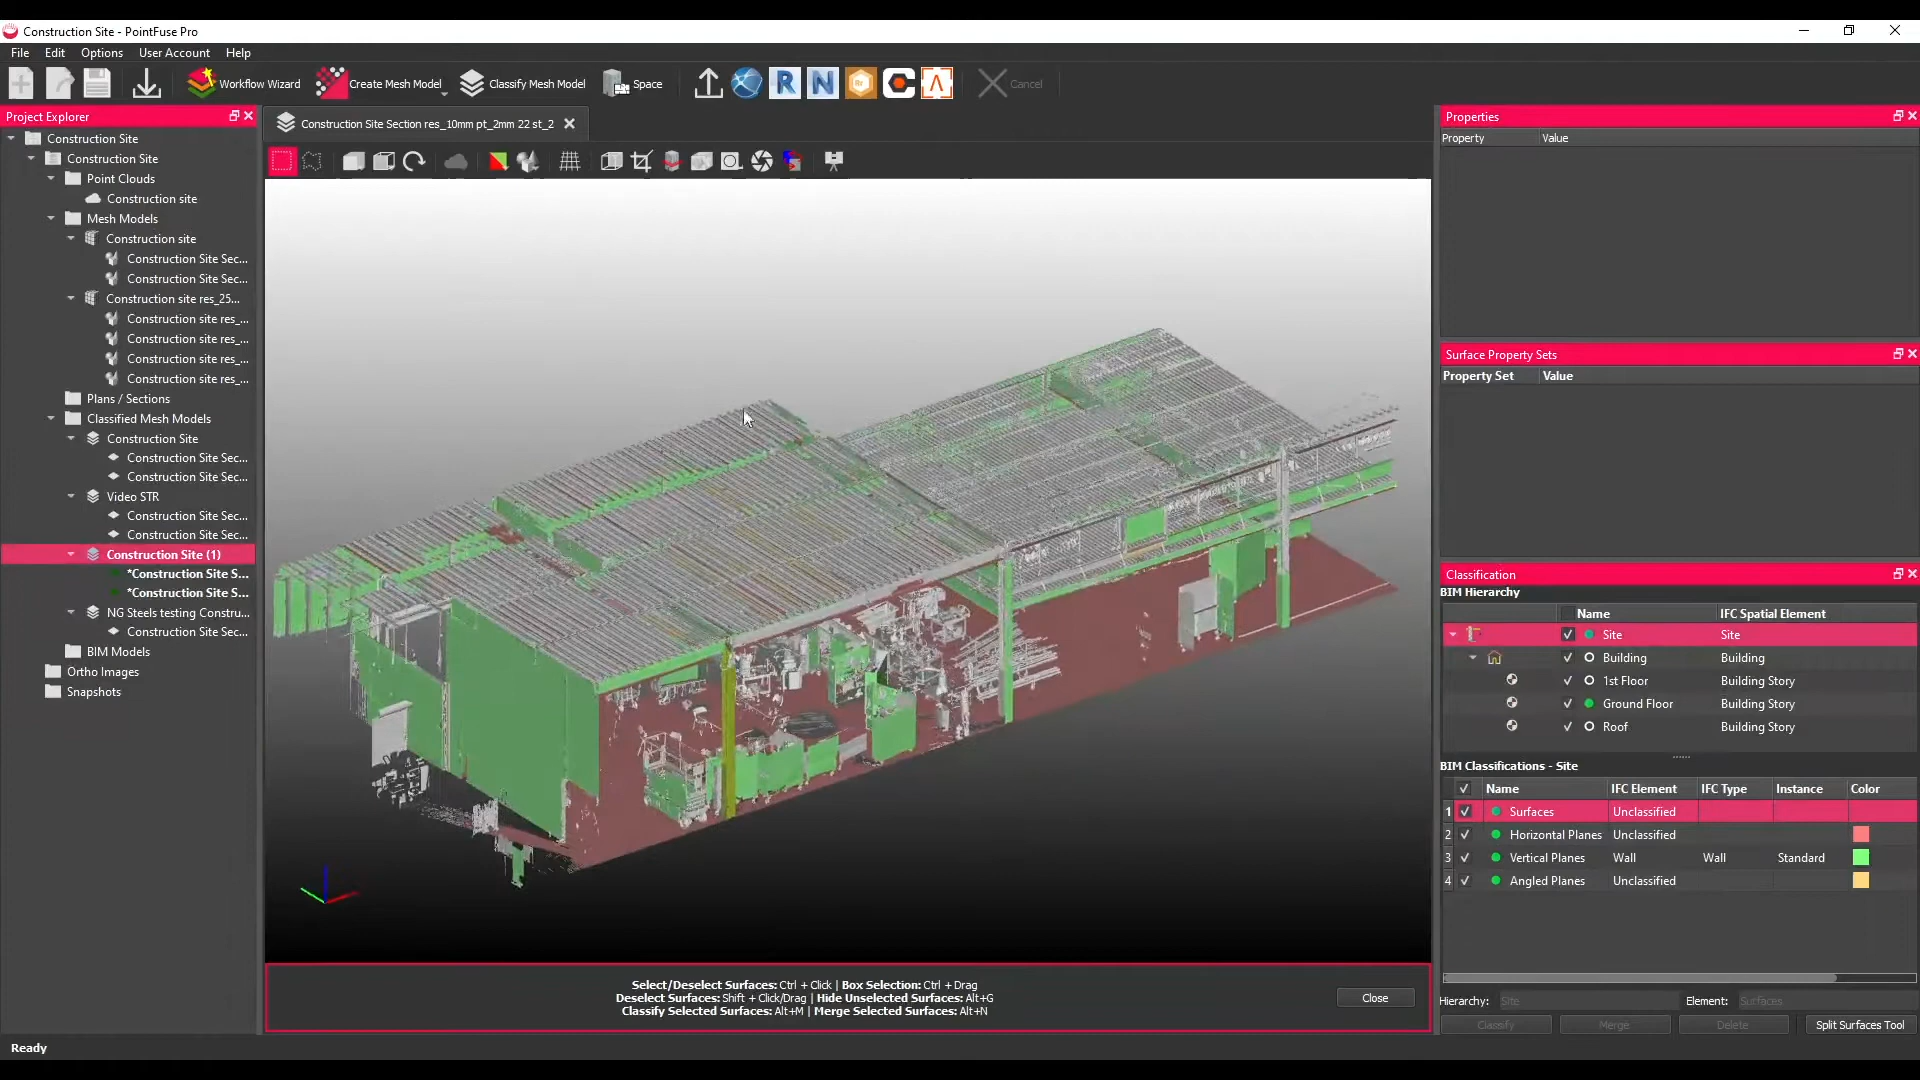 Construction Site - PointFuse Pro
File Edit Options User Account Help
Workflow Wizard Create Mesh Model Classify Mesh Model Space R N Cancel
Project Explorer
Construction Site
Construction Site
Point Clouds
Construction site
Mesh Models
Construction site
Construction Site Sec...
Construction Site Sec...
Construction site res_25...
Construction site res_...
Construction site res_...
Construction site res_...
Construction site res_...
Plans / Sections
Classified Mesh Models
Construction Site
Construction Site Sec...
Construction Site Sec...
Video STR
Construction Site Sec...
Construction Site Sec...
Construction Site (1)
*Construction Site S...
*Construction Site S...
NG Steels testing Constru...
Construction Site Sec...
BIM Models
Ortho Images
Snapshots
Construction Site Section res_10mm pt_2mm 22 st_2
Select/Deselect Surfaces: Ctrl + Click | Box Selection: Ctrl + Drag
Deselect Surfaces: Shift + Click/Drag | Hide Unselected Surfaces: Alt+G
Classify Selected Surfaces: Alt+M | Merge Selected Surfaces: Alt+N
Close
Properties
Property Value
Surface Property Sets
Property Set Value
Classification
BIM Hierarchy
Name IFC Spatial Element
Site Site
Building Building
1st Floor Building Story
Ground Floor Building Story
Roof Building Story
BIM Classifications - Site
Name IFC Element IFC Type Instance Color
1 Surfaces Unclassified
2 Horizontal Planes Unclassified
3 Vertical Planes Wall Wall Standard
4 Angled Planes Unclassified
Hierarchy: Site Element: Surfaces
Classify Merge Delete Split Surfaces Tool
Ready